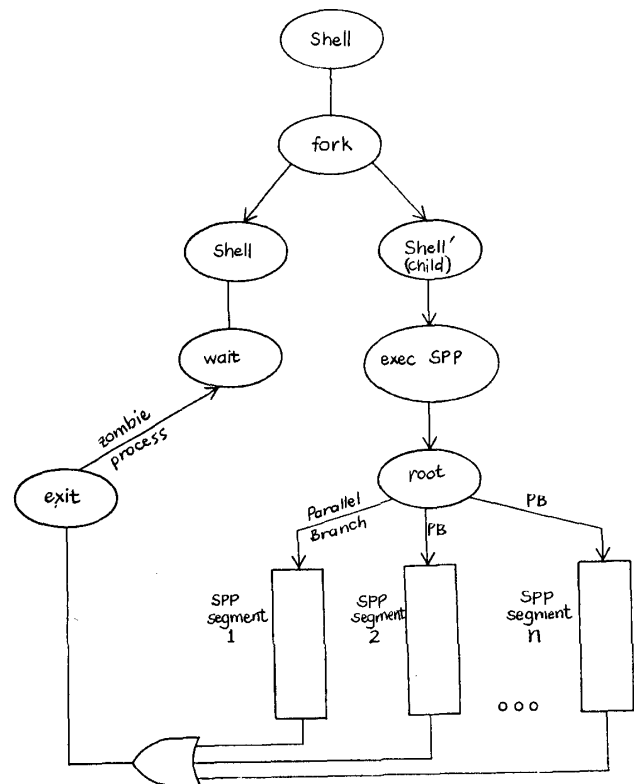 Shell
fork
Shell
Shell′
(child)
wait
exec SPP
zombie
process
exit
root
Parallel
Branch
PB
PB
SPP
segment
1
SPP
segment
2
SPP
segment
n
ooo